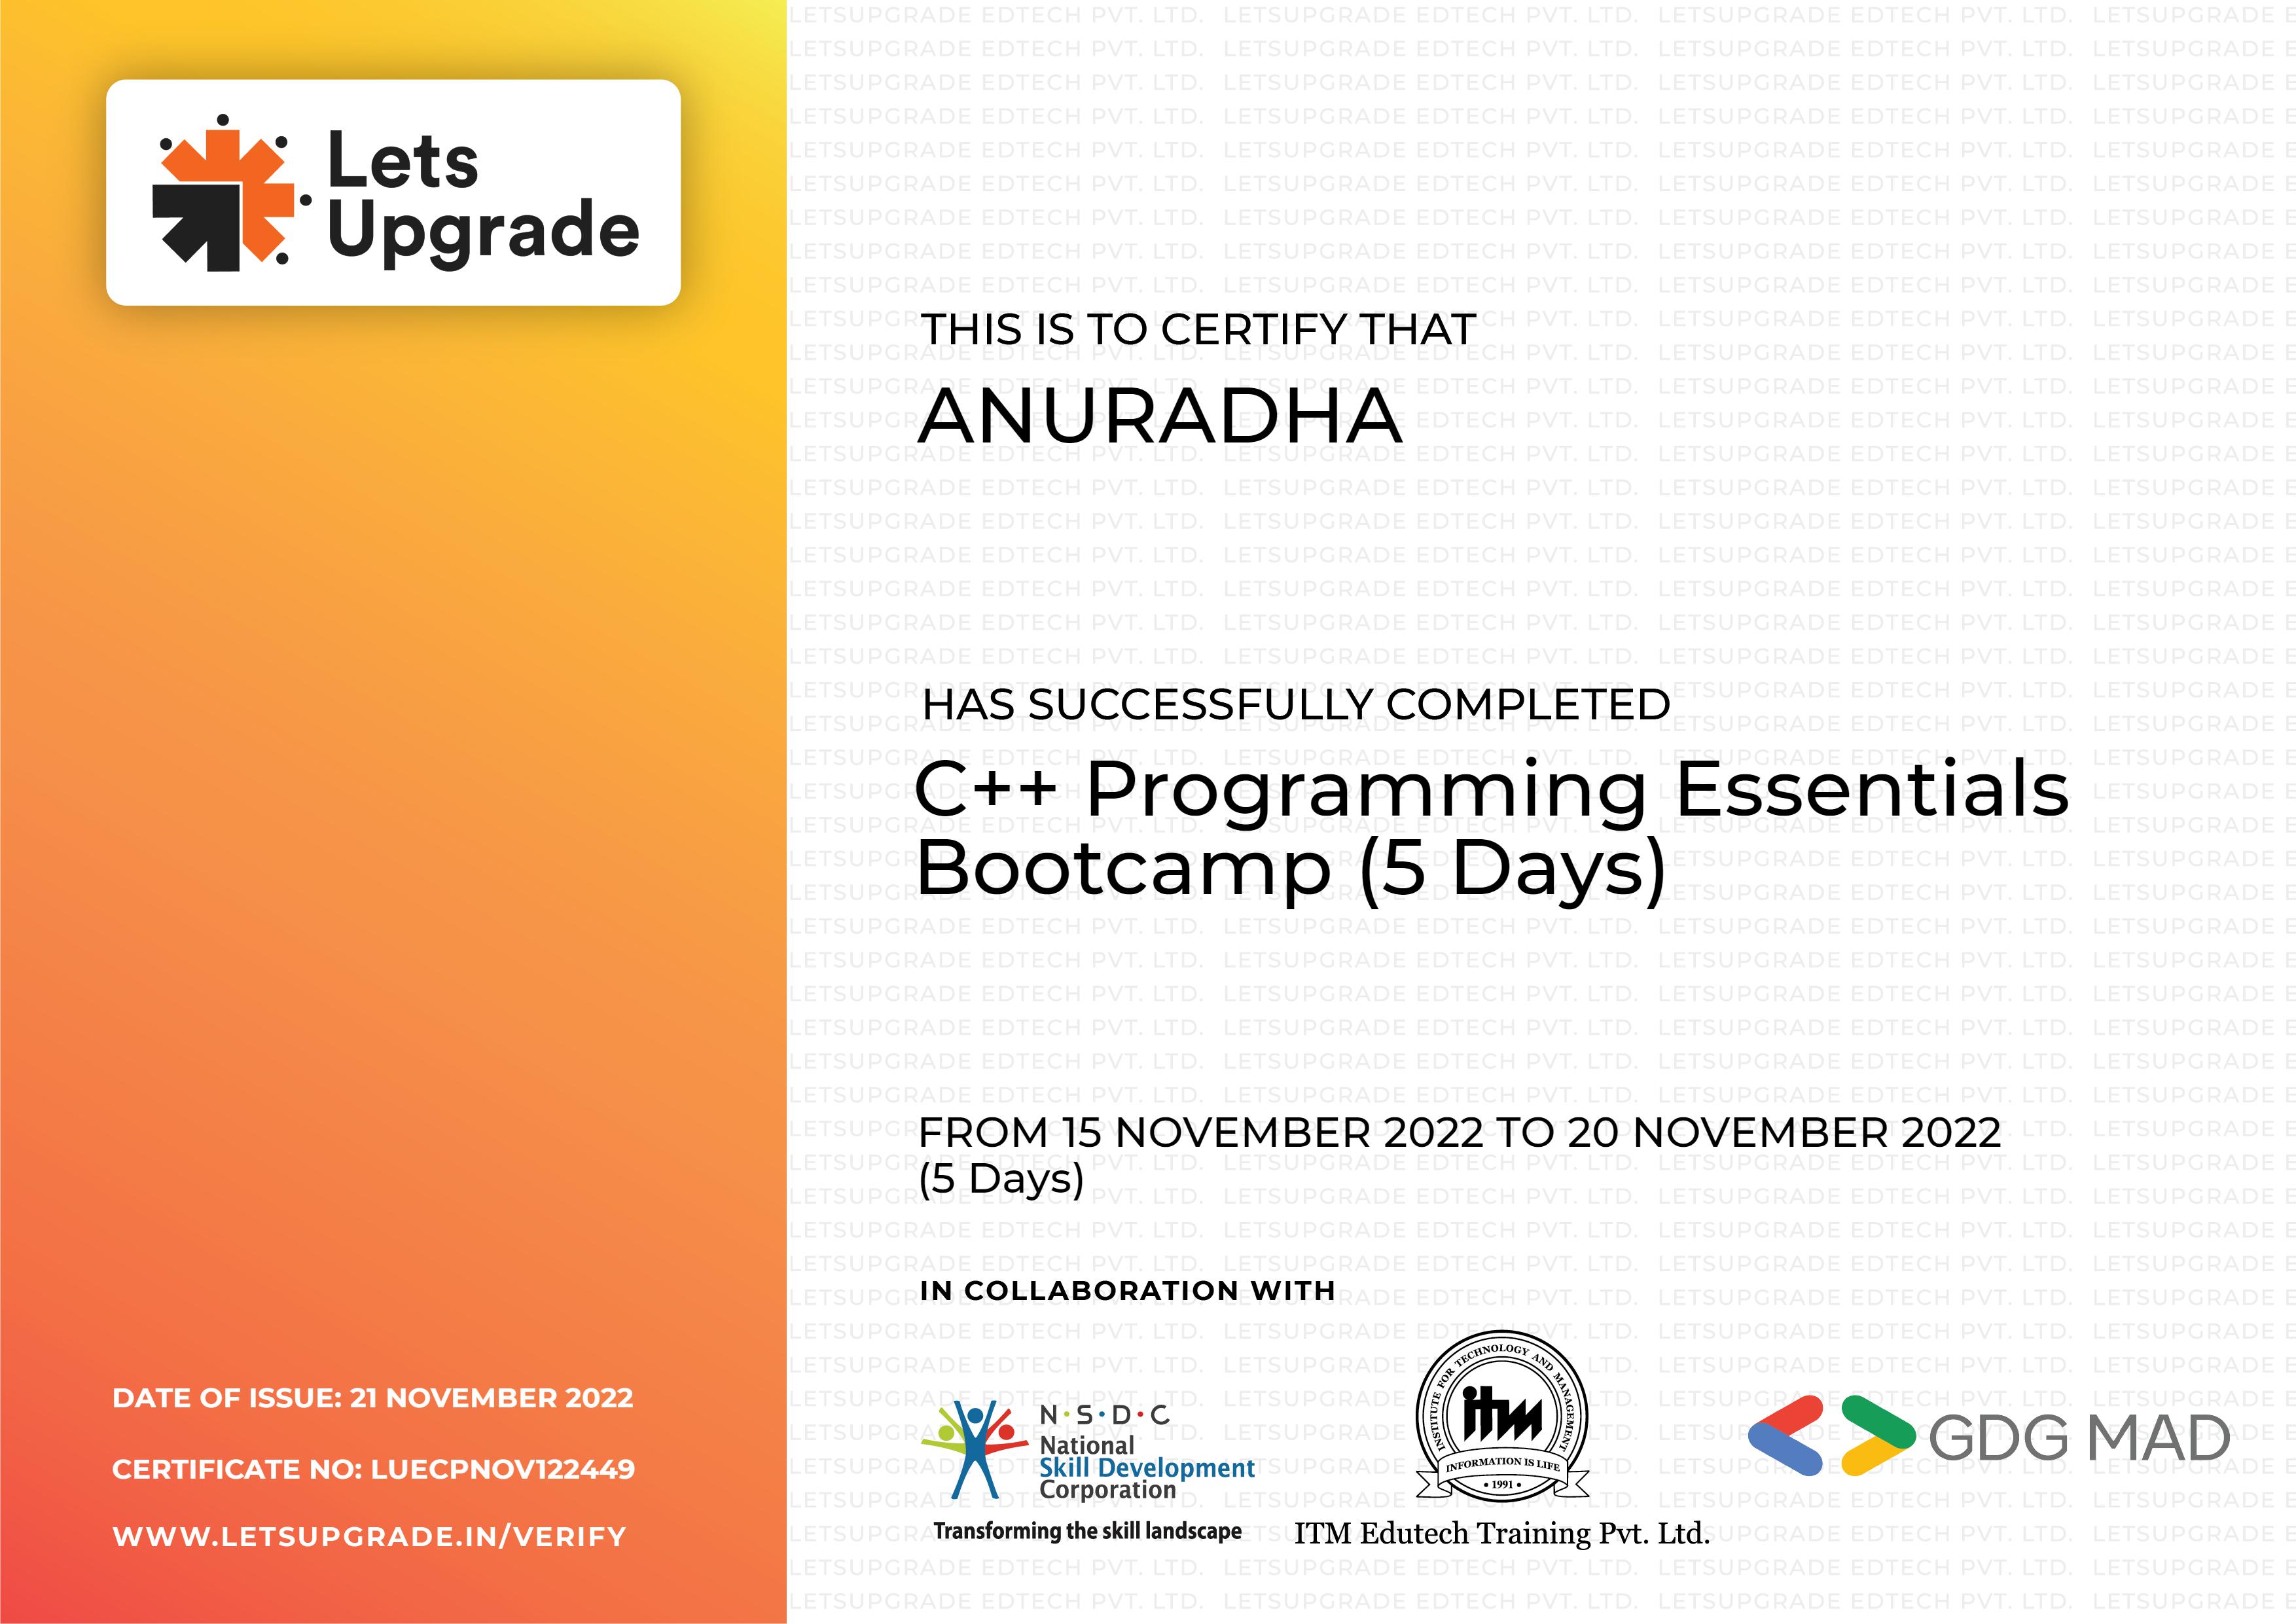 Lets
Upgrade
THIS IS TO CERTIFY THAT
ANURADHA
HAS SUCCESSFULLY COMPLETED
C++ Programming Essentials
Bootcamp (5 Days)
FROM 15 NOVEMBER 2022 TO 20 NOVEMBER 2022
(5 Days)
IN COLLABORATION WITH
N·S·D·C
National
Skill Development
Corporation
Transforming the skill landscape
INSTITUTE FOR TECHNOLOGY AND MANAGEMENT
itm
INFORMATION IS LIFE
• 1991 •
ITM Edutech Training Pvt. Ltd.
GDG MAD
DATE OF ISSUE: 21 NOVEMBER 2022
CERTIFICATE NO: LUECPNOV122449
WWW.LETSUPGRADE.IN/VERIFY
LETSUPGRADE EDTECH PVT. LTD.